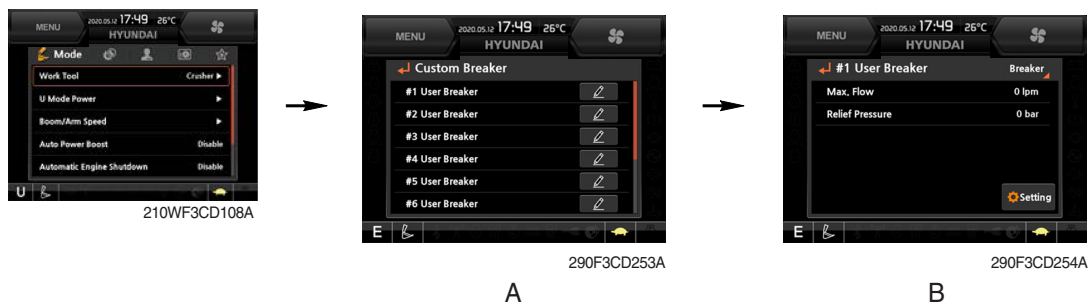 MENU
2020.05.12 17:49 26°C
HYUNDAI
Mode
Work Tool Crusher ▶
U Mode Power ▶
Boom/Arm Speed ▶
Auto Power Boost Disable
Automatic Engine Shutdown Disable
U
210WF3CD108A
MENU
2020.05.12 17:49 26°C
HYUNDAI
Custom Breaker
#1 User Breaker
#2 User Breaker
#3 User Breaker
#4 User Breaker
#5 User Breaker
#6 User Breaker
E
290F3CD253A
A
MENU
2020.05.12 17:49 26°C
HYUNDAI
#1 User Breaker Breaker
Max. Flow 0 lpm
Relief Pressure 0 bar
Setting
E
290F3CD254A
B